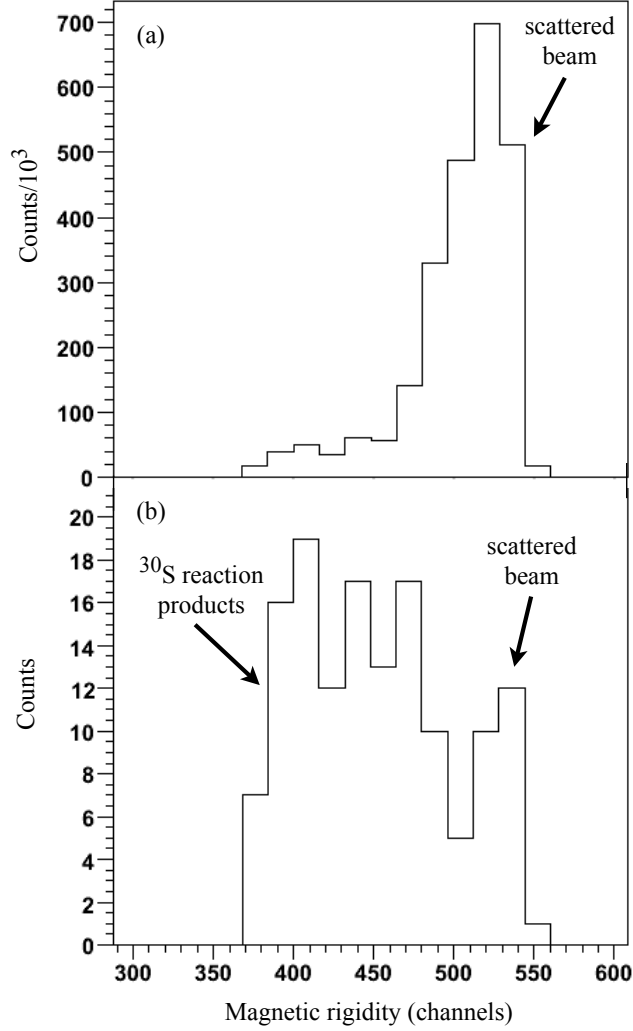 700
600
500
400
300
200
100
0
Counts/10³
(a)
scattered
beam
20
18
16
14
12
10
8
6
4
2
0
Counts
(b)
³⁰S reaction
products
scattered
beam
300 350 400 450 500 550 600
Magnetic rigidity (channels)